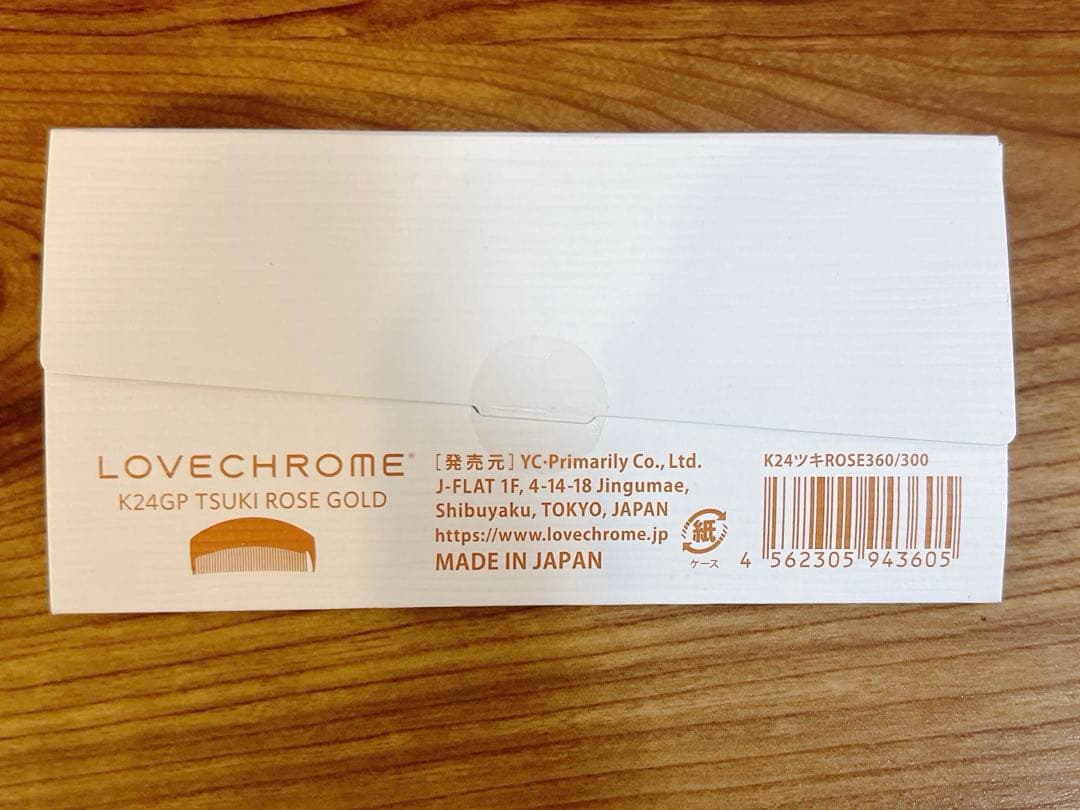 LOVECHROME®
K24GP TSUKI ROSE GOLD
[発売元] YC·Primarily Co., Ltd.
J-FLAT 1F, 4-14-18 Jingumae,
Shibuyaku, TOKYO, JAPAN
https://www.lovechrome.jp
MADE IN JAPAN
紙
ケース
K24ツキROSE360/300
4 562305 943605